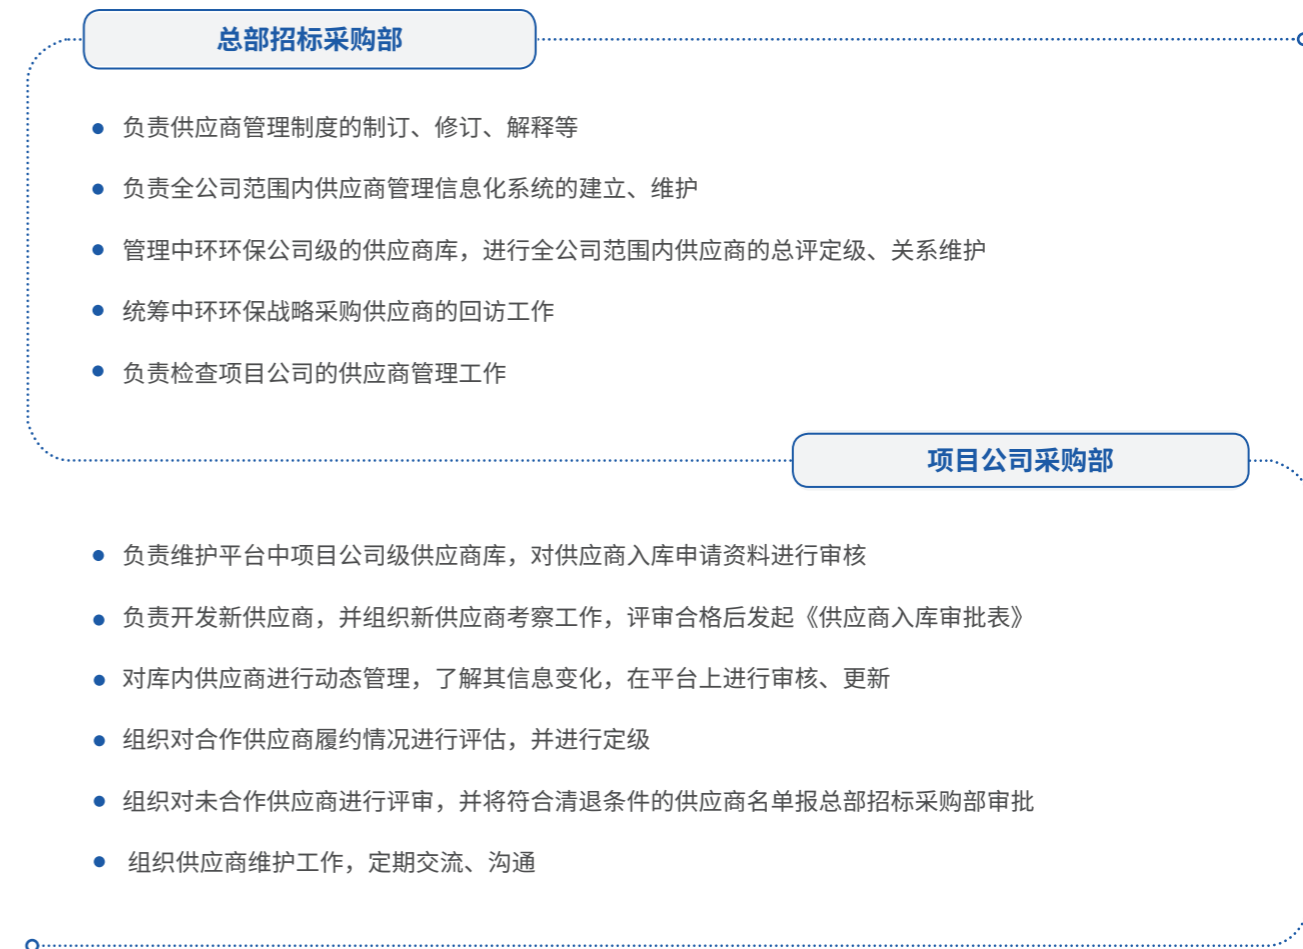 总部招标采购部
负责供应商管理制度的制订、修订、解释等
负责全公司范围内供应商管理信息化系统的建立、维护
管理中环环保公司级的供应商库，进行全公司范围内供应商的总评定级、关系维护
统筹中环环保战略采购供应商的回访工作
负责检查项目公司的供应商管理工作
项目公司采购部
负责维护平台中项目公司级供应商库，对供应商入库申请资料进行审核
负责开发新供应商，并组织新供应商考察工作，评审合格后发起《供应商入库审批表》
对库内供应商进行动态管理，了解其信息变化，在平台上进行审核、更新
组织对合作供应商履约情况进行评估，并进行定级
组织对未合作供应商进行评审，并将符合清退条件的供应商名单报总部招标采购部审批
组织供应商维护工作，定期交流、沟通